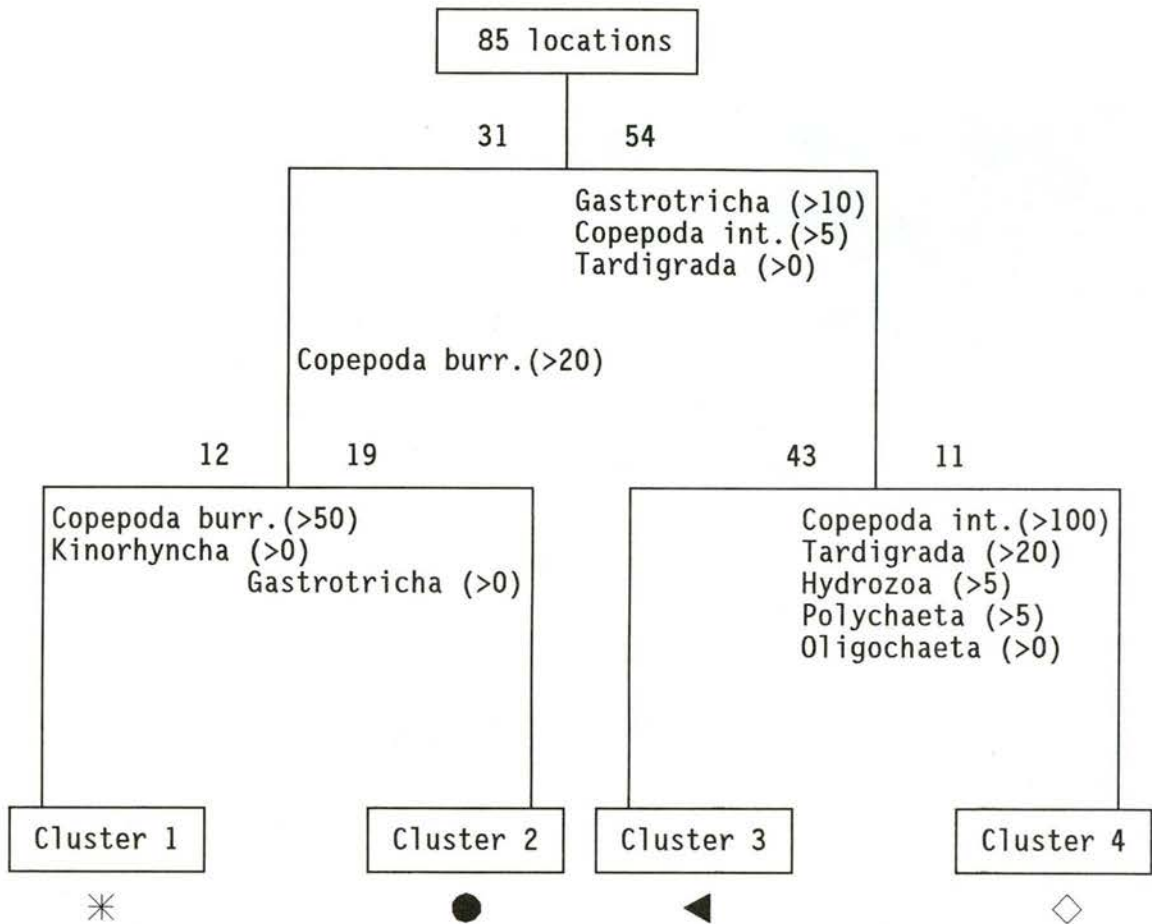 85 locations
31 54
Gastrotricha (>10)
Copepoda int.(>5)
Tardigrada (>0)
Copepoda burr.(>20)
12 19 43 11
Copepoda burr.(>50)
Kinorhyncha (>0)
Gastrotricha (>0)
Copepoda int.(>100)
Tardigrada (>20)
Hydrozoa (>5)
Polychaeta (>5)
Oligochaeta (>0)
Cluster 1
Cluster 2
Cluster 3
Cluster 4